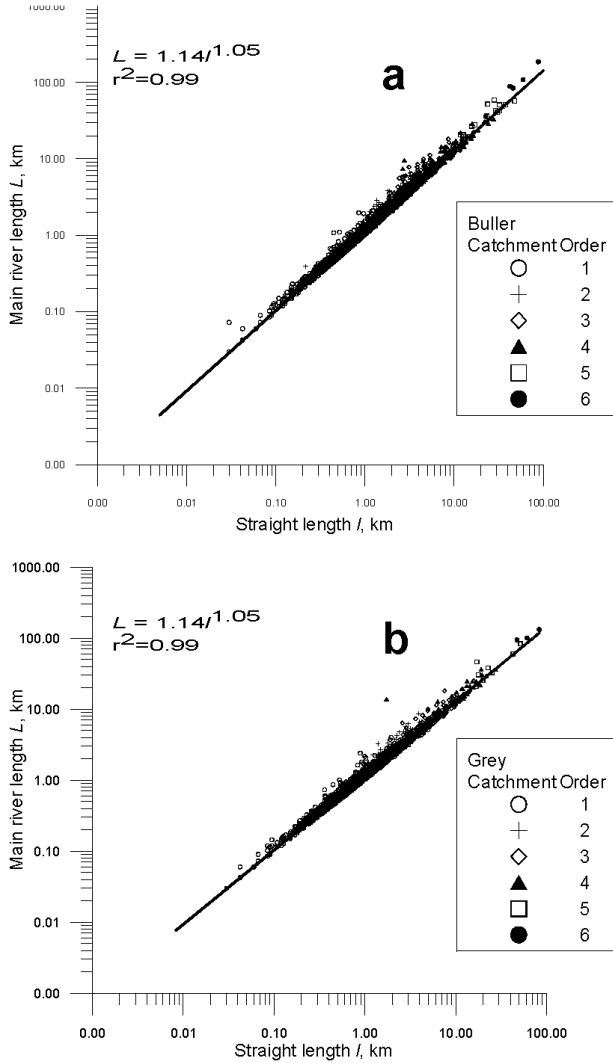 1000.00
L = 1.14l^1.05
r²=0.99
a
100.00
10.00
1.00
0.10
0.01
0.00
Main river length L, km
Buller
Catchment Order
1
2
3
4
5
6
0.00 0.01 0.10 1.00 10.00 100.00
Straight length l, km
1000.00
L = 1.14l^1.05
r²=0.99
b
100.00
10.00
1.00
0.10
0.01
0.00
Main river length L, km
Grey
Catchment Order
1
2
3
4
5
6
0.00 0.01 0.10 1.00 10.00 100.00
Straight length l, km